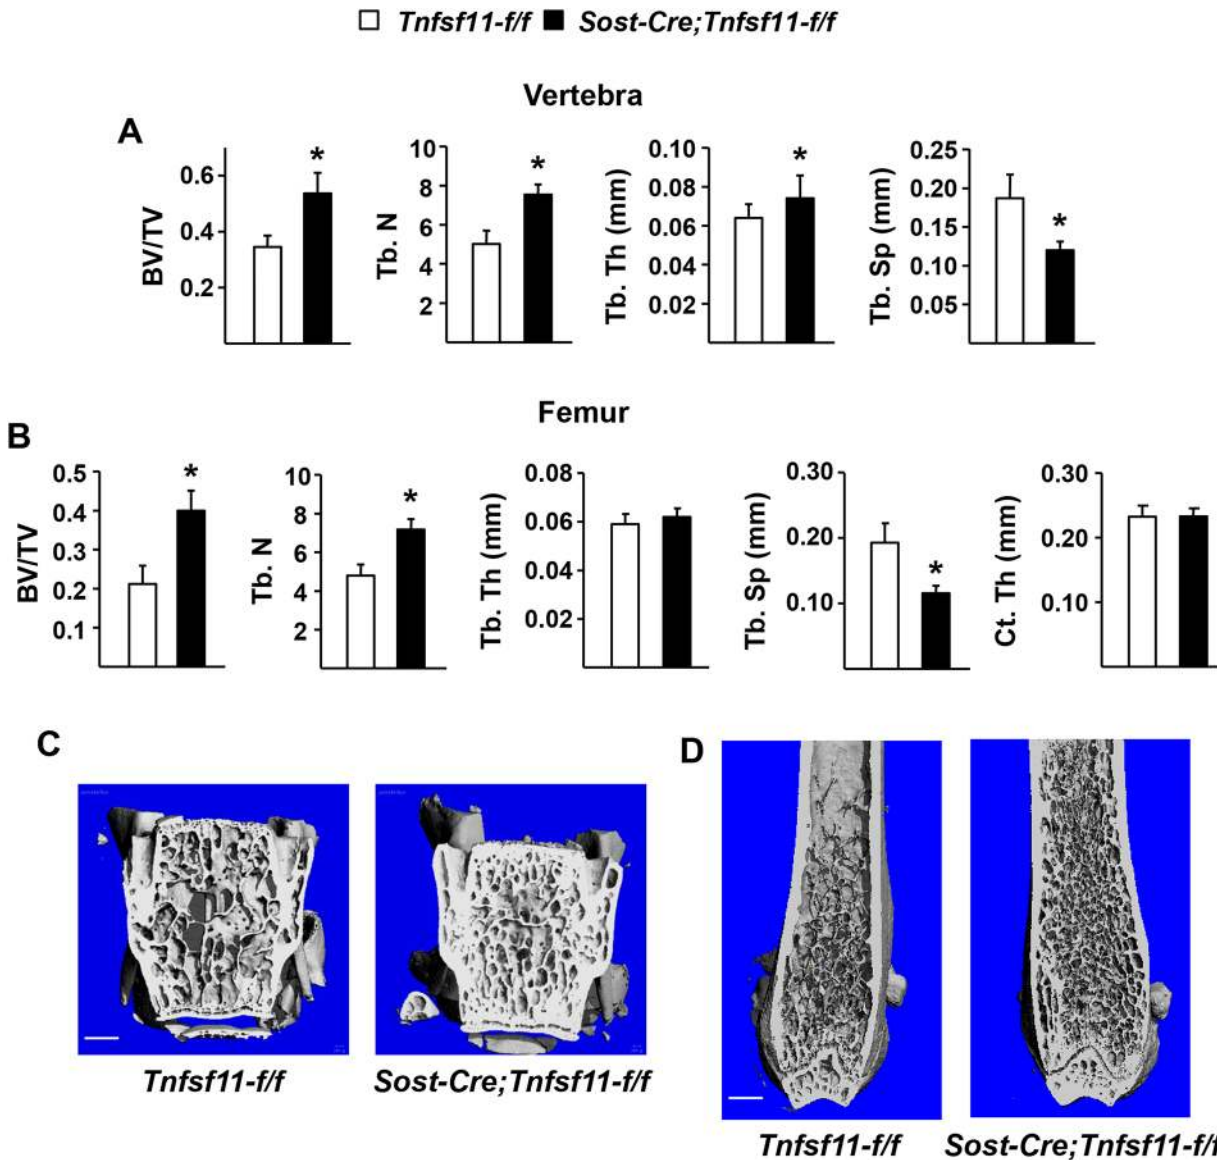 Tnfsf11-f/f Sost-Cre;Tnfsf11-f/f
Vertebra
A
BV/TV
0.6
0.4
0.2
*
Tb. N
10
8
6
4
2
*
Tb. Th (mm)
0.10
0.08
0.06
0.04
0.02
*
Tb. Sp (mm)
0.25
0.20
0.15
0.10
0.05
*
Femur
B
BV/TV
0.5
0.4
0.3
0.2
0.1
*
Tb. N
10
8
6
4
2
*
Tb. Th (mm)
0.08
0.06
0.04
0.02
Tb. Sp (mm)
0.30
0.20
0.10
*
Ct. Th (mm)
0.30
0.20
0.10
C
Tnfsf11-f/f
Sost-Cre;Tnfsf11-f/f
D
Tnfsf11-f/f
Sost-Cre;Tnfsf11-f/f